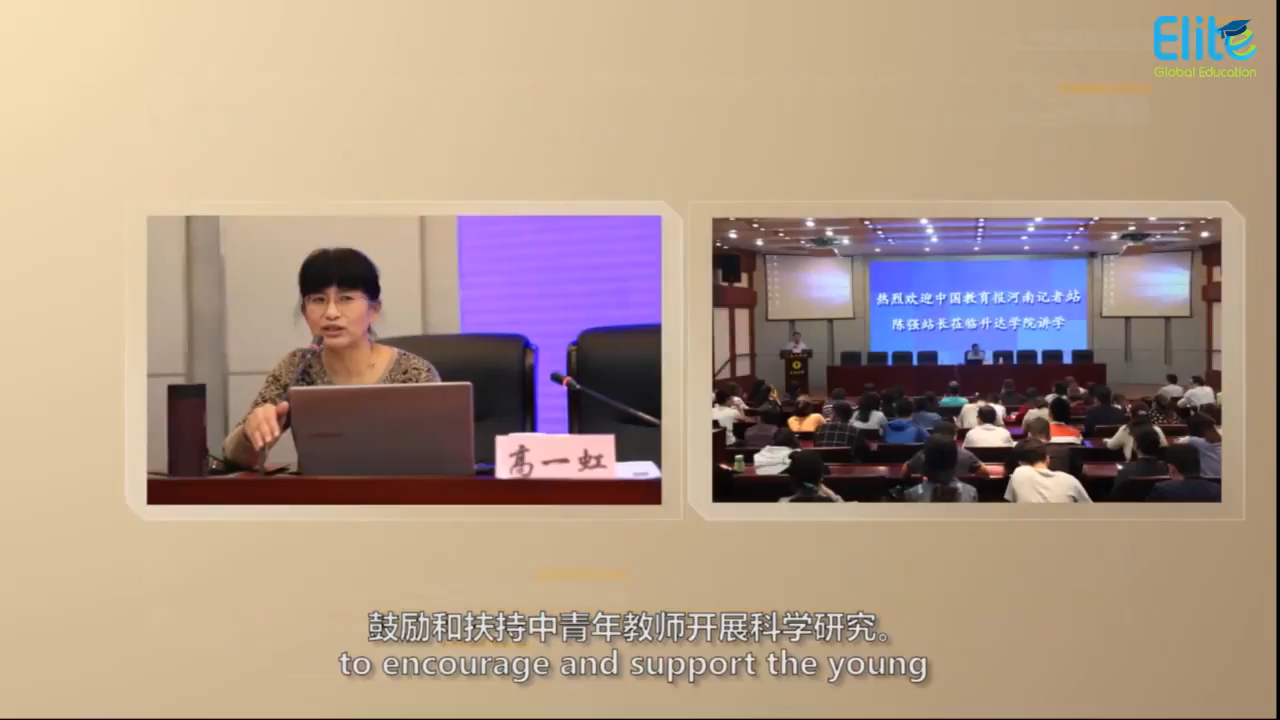 Elite
Global Education
热烈欢迎中国教育报河南记者站
陈强站长莅临升达学院讲学
高一虹
鼓励和扶持中青年教师开展科学研究。
to encourage and support the young